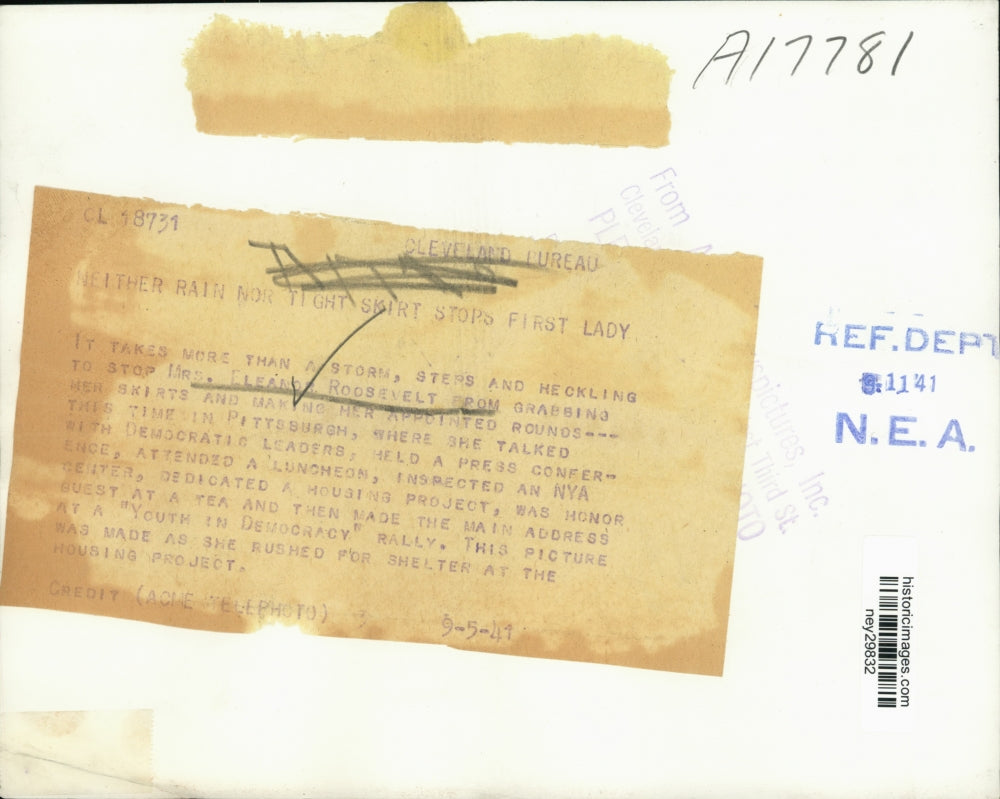 A17781
CL 18731
CLEVELAND BUREAU
NEITHER RAIN NOR TIGHT SKIRT STOPS FIRST LADY
IT TAKES MORE THAN A STORM, STEPS AND HECKLING
TO STOP MRS. ELEANOR ROOSEVELT FROM GRABBING
HER SKIRTS AND MAKING HER APPOINTED ROUNDS---
THIS TIME IN PITTSBURGH, WHERE SHE TALKED
WITH DEMOCRATIC LEADERS, HELD A PRESS CONFER-
ENCE, ATTENDED A LUNCHEON, INSPECTED AN NYA
CENTER, DEDICATED A HOUSING PROJECT, WAS HONOR
GUEST AT A TEA AND THEN MADE THE MAIN ADDRESS
AT A "YOUTH IN DEMOCRACY" RALLY. THIS PICTURE
WAS MADE AS SHE RUSHED FOR SHELTER AT THE
HOUSING PROJECT.
CREDIT (ACME TELEPHOTO) 9-5-41
From
pictures, Inc.
Third St.
REF. DEPT
11 41
N. E. A.
historicimages.com
ney29832